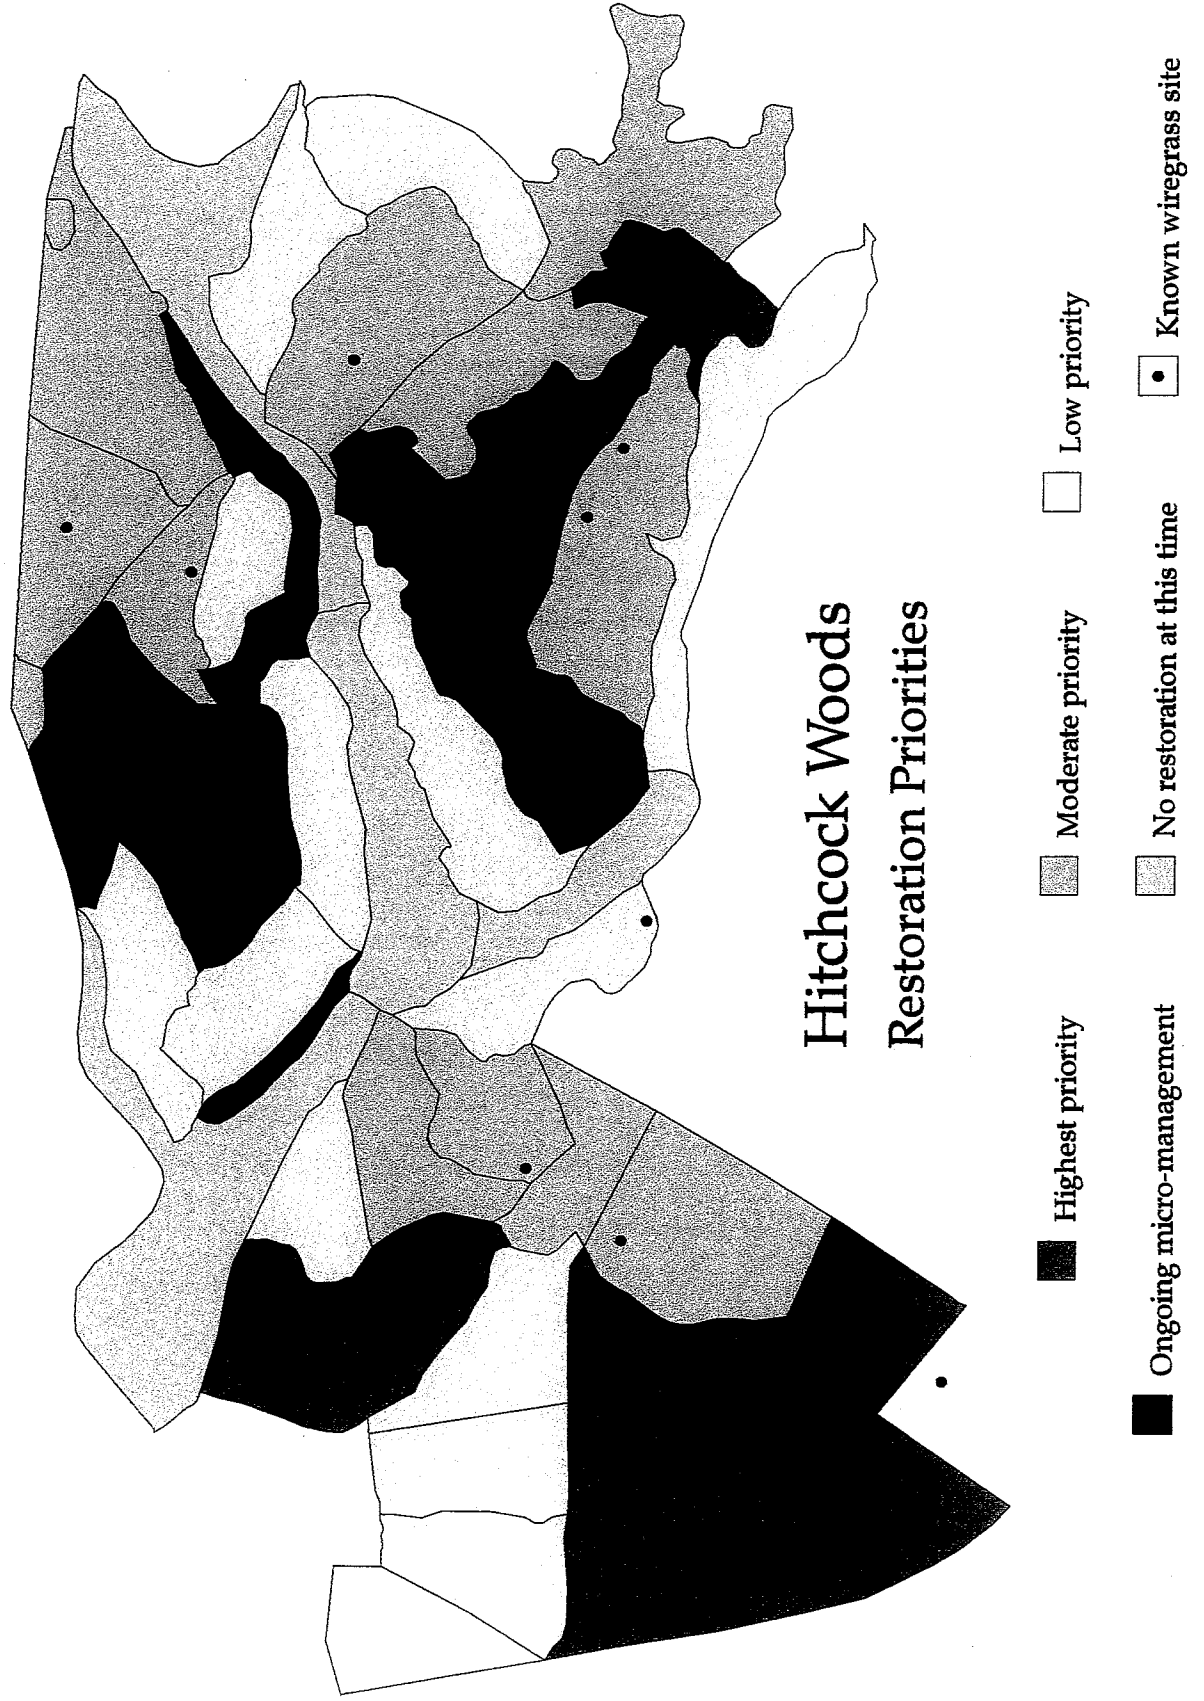 Hitchcock Woods
Restoration Priorities
Highest priority
Moderate priority
Low priority
Ongoing micro-management
No restoration at this time
Known wiregrass site